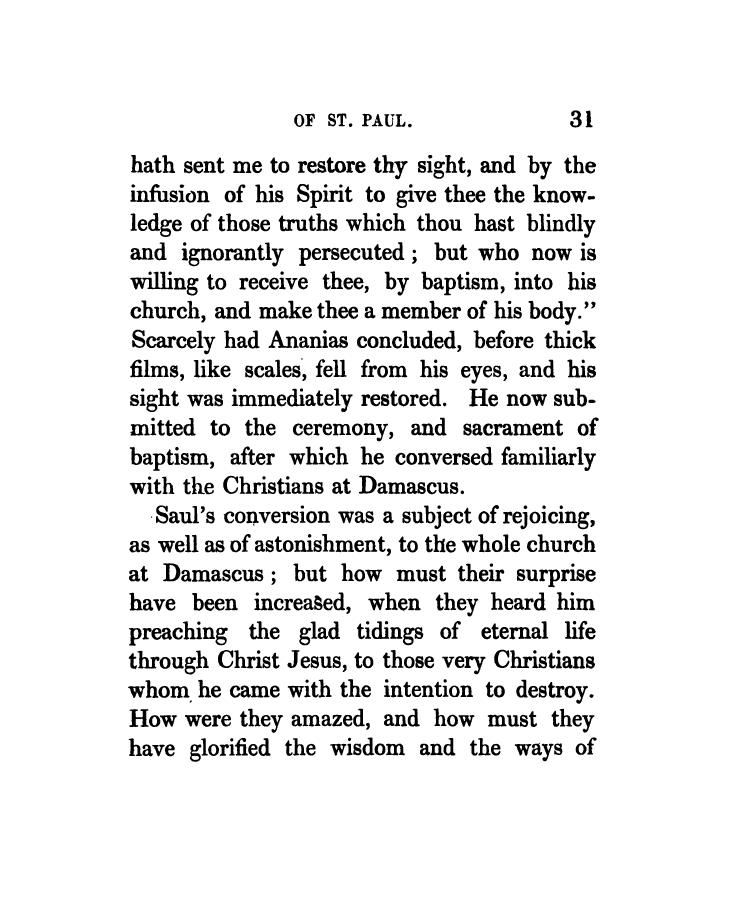 OF ST. PAUL. 31
hath sent me to restore thy sight, and by the
infusion of his Spirit to give thee the know-
ledge of those truths which thou hast blindly
and ignorantly persecuted ; but who now is
willing to receive thee, by baptism, into his
church, and make thee a member of his body.”
Scarcely had Ananias concluded, before thick
films, like scales, fell from his eyes, and his
sight was immediately restored. He now sub-
mitted to the ceremony, and sacrament of
baptism, after which he conversed familiarly
with the Christians at Damascus.
Saul’s conversion was a subject of rejoicing,
as well as of astonishment, to the whole church
at Damascus ; but how must their surprise
have been increased, when they heard him
preaching the glad tidings of eternal life
through Christ Jesus, to those very Christians
whom he came with the intention to destroy.
How were they amazed, and how must they
have glorified the wisdom and the ways of